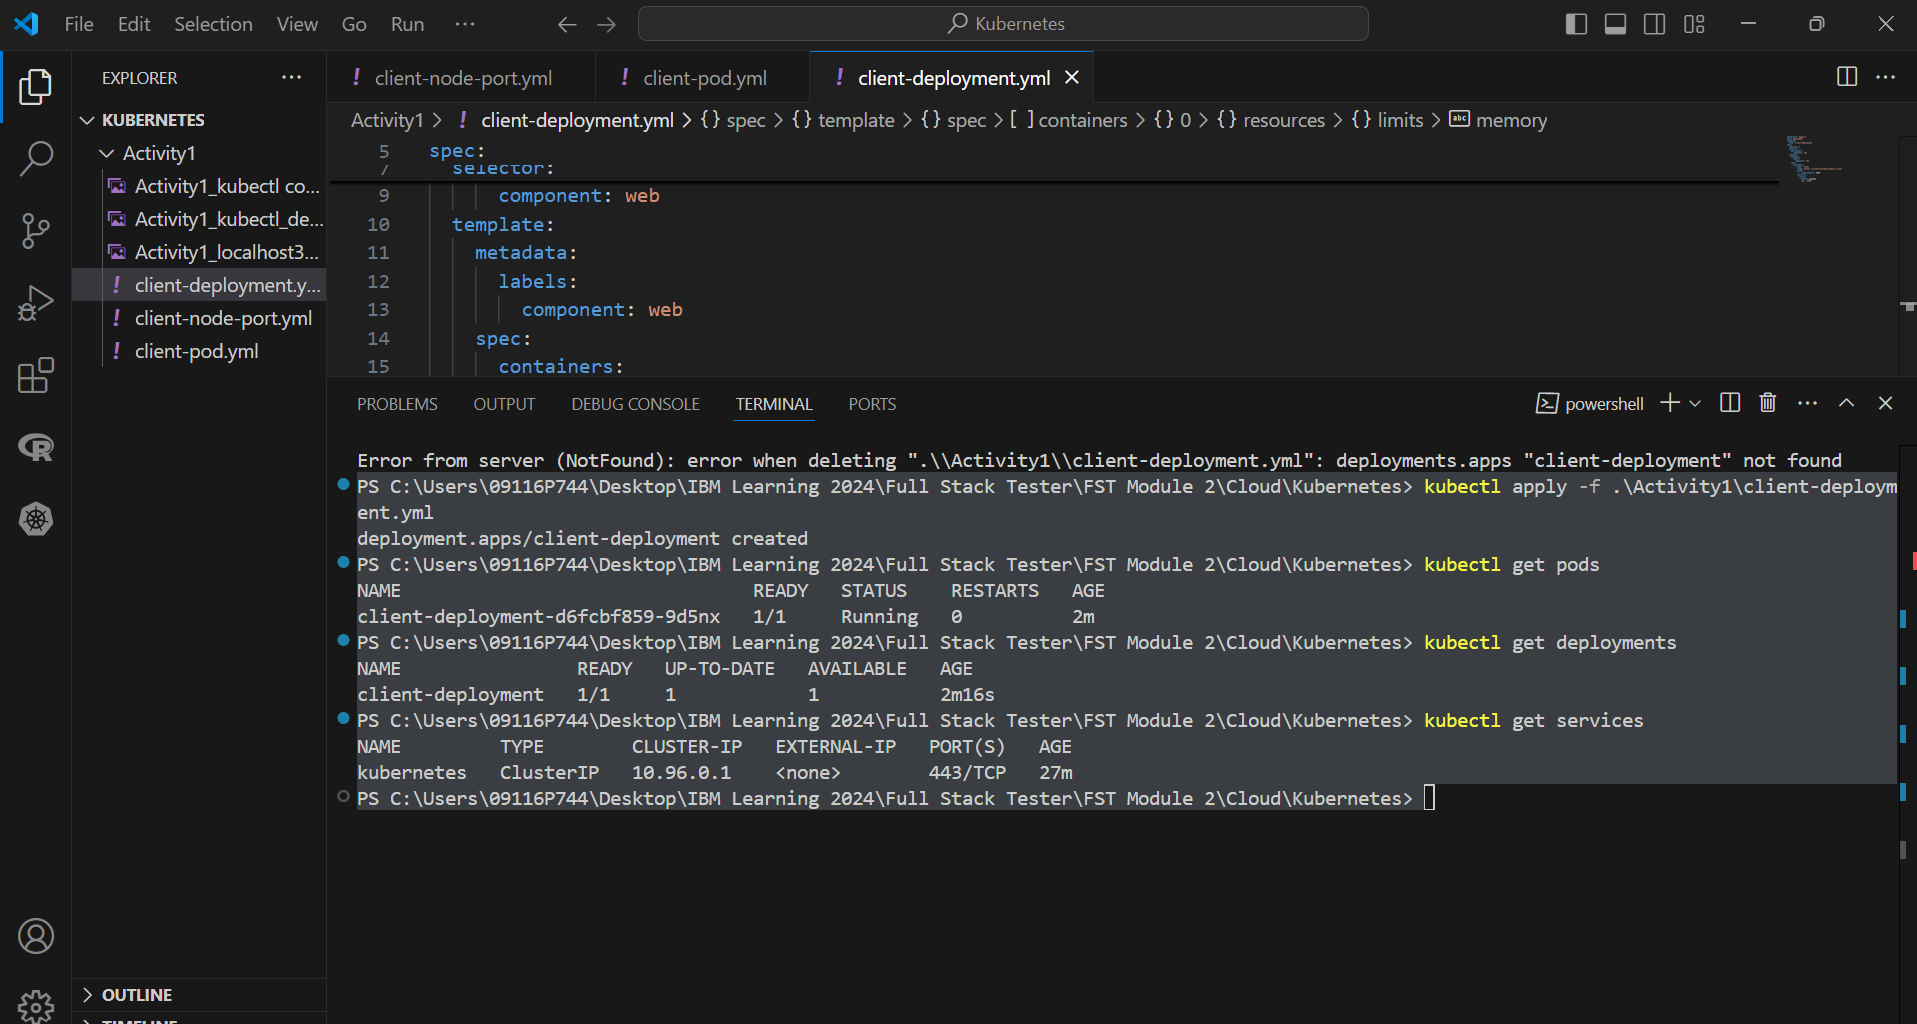 File Edit Selection View Go Run ··· Kubernetes
EXPLORER ···
KUBERNETES
Activity1
Activity1_kubectl co...
Activity1_kubectl_de...
Activity1_localhost3...
! client-deployment.y...
! client-node-port.yml
! client-pod.yml
OUTLINE
TIMELINE
! client-node-port.yml ! client-pod.yml ! client-deployment.yml
Activity1 > ! client-deployment.yml > {} spec > {} template > {} spec > [ ] containers > {} 0 > {} resources > {} limits > abc memory
5 spec:
7 selector:
9 component: web
10 template:
11 metadata:
12 labels:
13 component: web
14 spec:
15 containers:
PROBLEMS OUTPUT DEBUG CONSOLE TERMINAL PORTS powershell
Error from server (NotFound): error when deleting ".\\Activity1\\client-deployment.yml": deployments.apps "client-deployment" not found
PS C:\Users\09116P744\Desktop\IBM Learning 2024\Full Stack Tester\FST Module 2\Cloud\Kubernetes> kubectl apply -f .\Activity1\client-deploym
ent.yml
deployment.apps/client-deployment created
PS C:\Users\09116P744\Desktop\IBM Learning 2024\Full Stack Tester\FST Module 2\Cloud\Kubernetes> kubectl get pods
NAME READY STATUS RESTARTS AGE
client-deployment-d6fcbf859-9d5nx 1/1 Running 0 2m
PS C:\Users\09116P744\Desktop\IBM Learning 2024\Full Stack Tester\FST Module 2\Cloud\Kubernetes> kubectl get deployments
NAME READY UP-TO-DATE AVAILABLE AGE
client-deployment 1/1 1 1 2m16s
PS C:\Users\09116P744\Desktop\IBM Learning 2024\Full Stack Tester\FST Module 2\Cloud\Kubernetes> kubectl get services
NAME TYPE CLUSTER-IP EXTERNAL-IP PORT(S) AGE
kubernetes ClusterIP 10.96.0.1 <none> 443/TCP 27m
PS C:\Users\09116P744\Desktop\IBM Learning 2024\Full Stack Tester\FST Module 2\Cloud\Kubernetes>